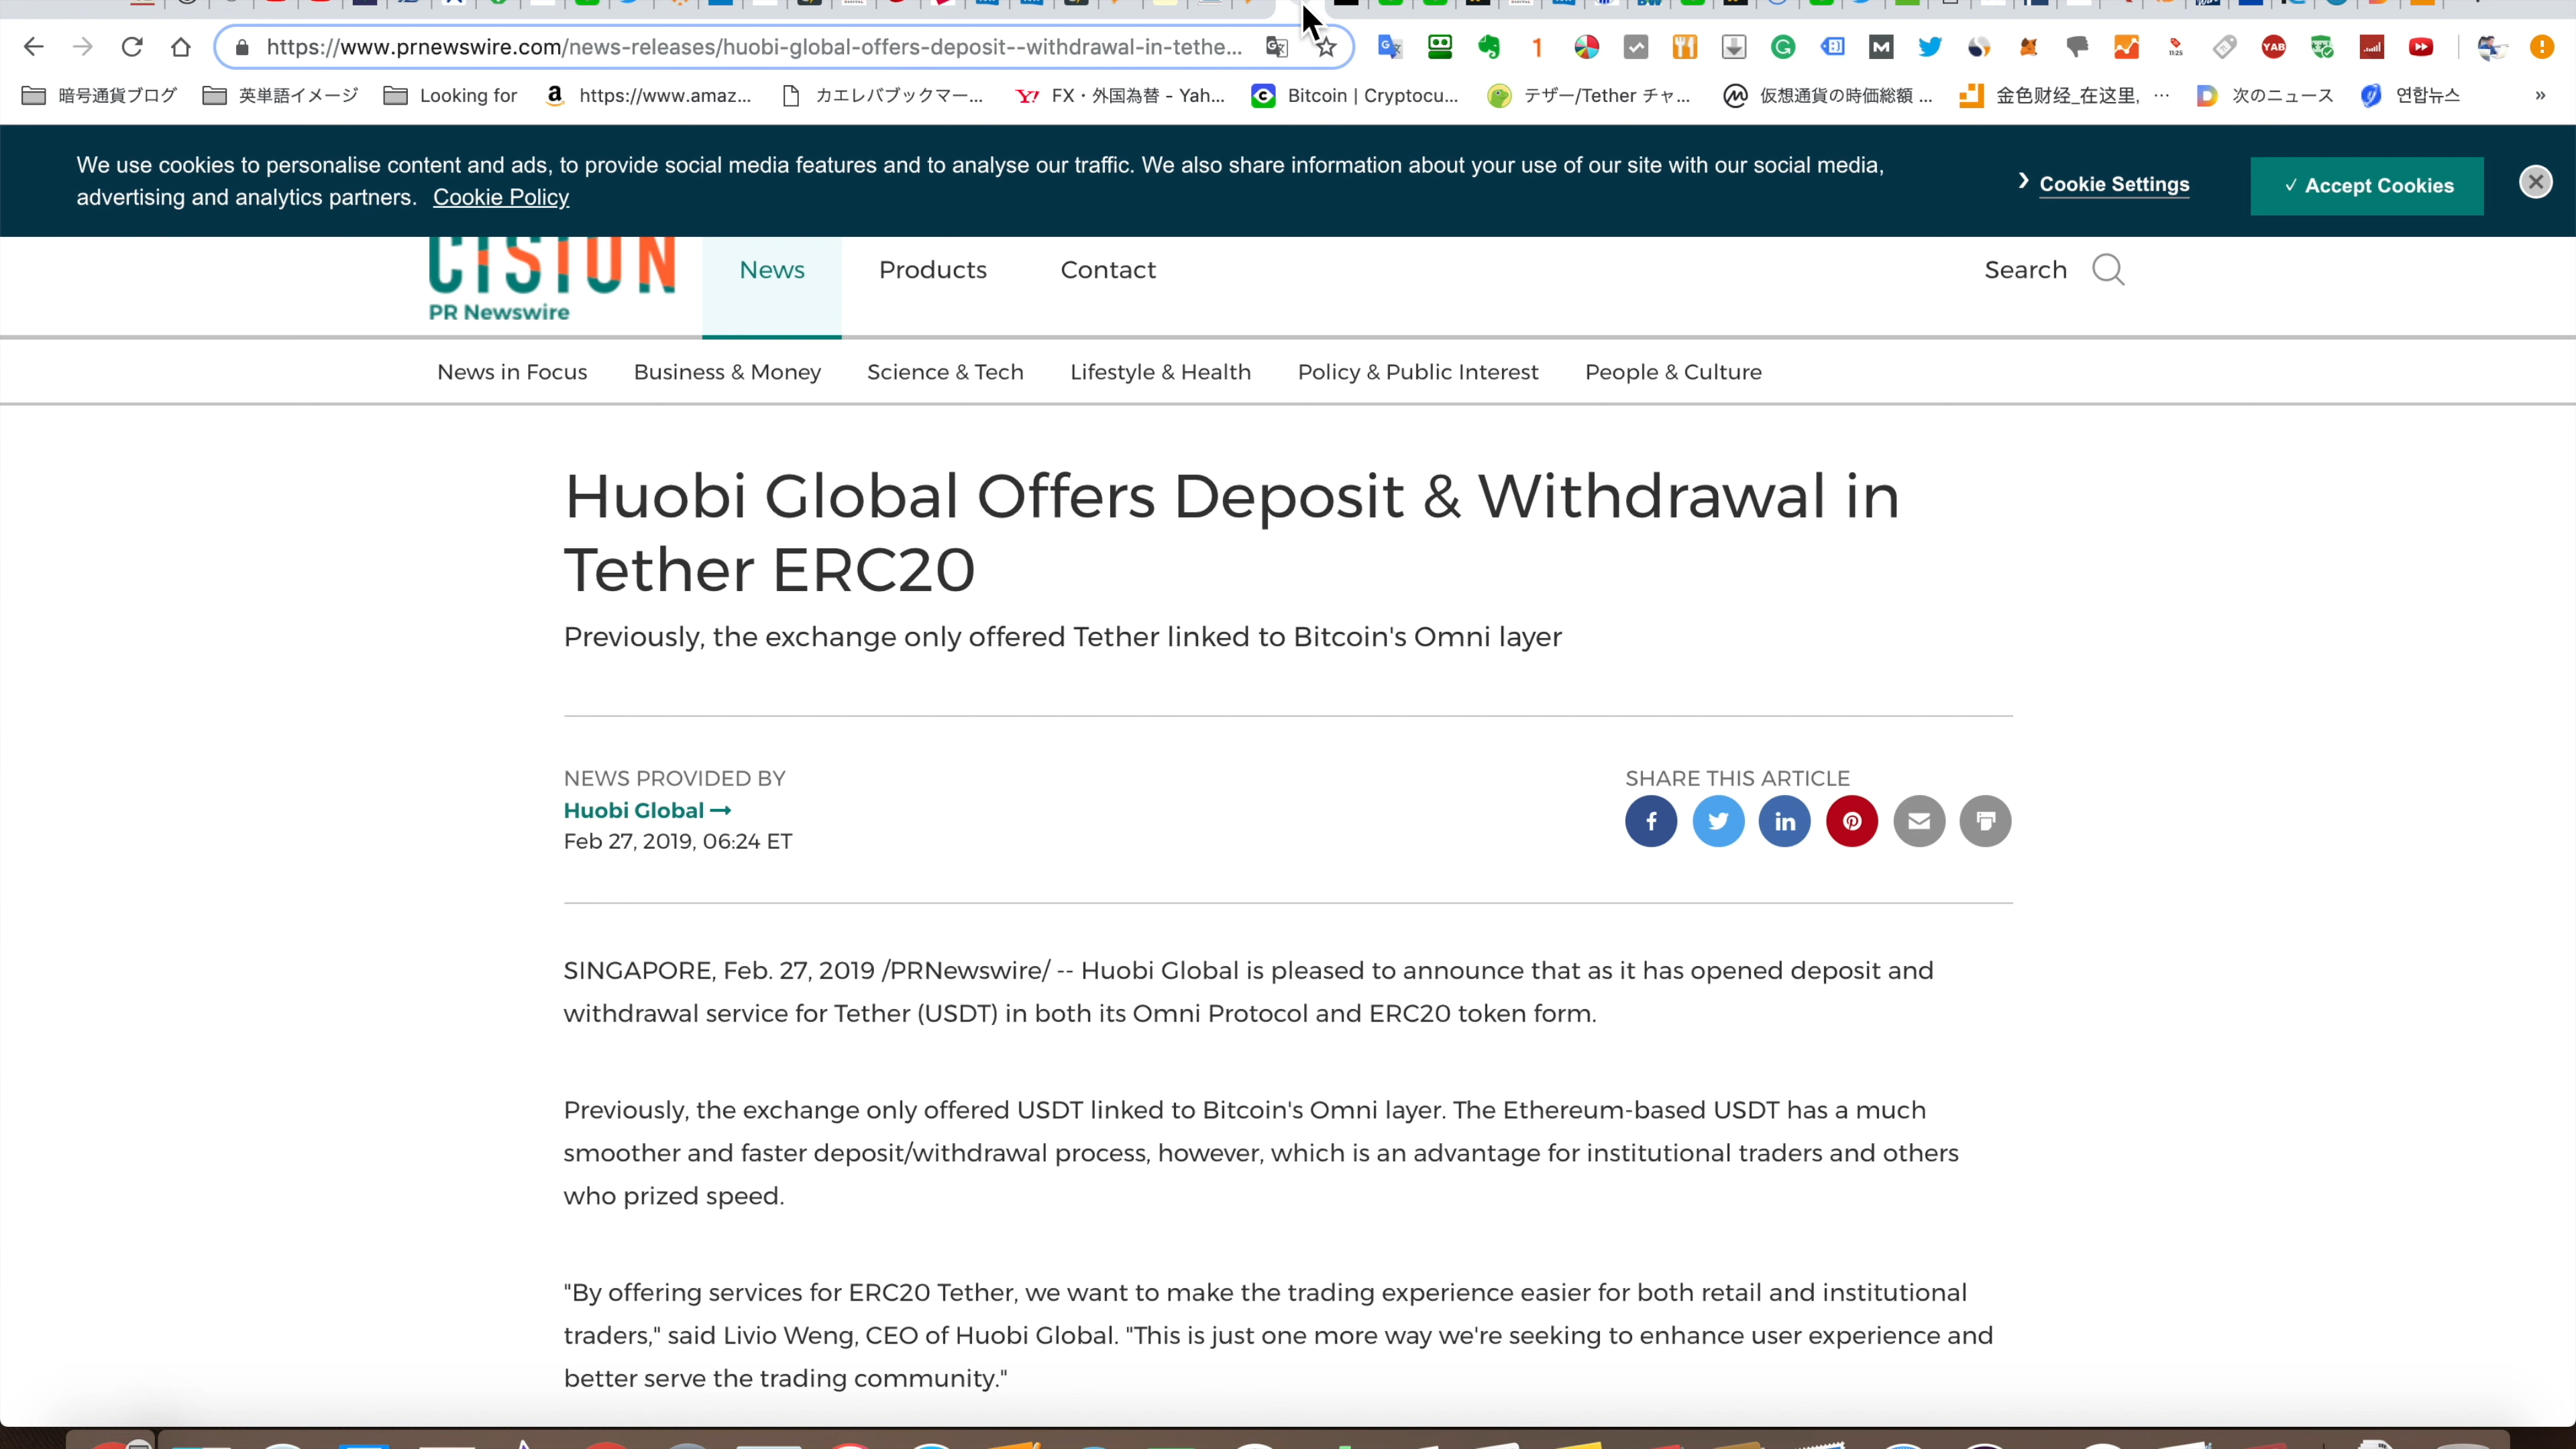 https://www.prnewswire.com/news-releases/huobi-global-offers-deposit--withdrawal-in-tethe...
暗号通貨ブログ 英単語イメージ Looking for https://www.amaz... カエレバブックマー... FX・外国為替 - Yah... Bitcoin | Cryptocu... テザー/Tether チャ... 仮想通貨の時価総額 ... 金色财经_在这里, … 次のニュース 연합뉴스 »
We use cookies to personalise content and ads, to provide social media features and to analyse our traffic. We also share information about your use of our site with our social media,
advertising and analytics partners. Cookie Policy
Cookie Settings
✓ Accept Cookies
CISION
PR Newswire
News Products Contact
Search
News in Focus Business & Money Science & Tech Lifestyle & Health Policy & Public Interest People & Culture
Huobi Global Offers Deposit & Withdrawal in
Tether ERC20
Previously, the exchange only offered Tether linked to Bitcoin's Omni layer
NEWS PROVIDED BY
Huobi Global
Feb 27, 2019, 06:24 ET
SHARE THIS ARTICLE
SINGAPORE, Feb. 27, 2019 /PRNewswire/ -- Huobi Global is pleased to announce that as it has opened deposit and
withdrawal service for Tether (USDT) in both its Omni Protocol and ERC20 token form.
Previously, the exchange only offered USDT linked to Bitcoin's Omni layer. The Ethereum-based USDT has a much
smoother and faster deposit/withdrawal process, however, which is an advantage for institutional traders and others
who prized speed.
"By offering services for ERC20 Tether, we want to make the trading experience easier for both retail and institutional
traders," said Livio Weng, CEO of Huobi Global. "This is just one more way we're seeking to enhance user experience and
better serve the trading community."